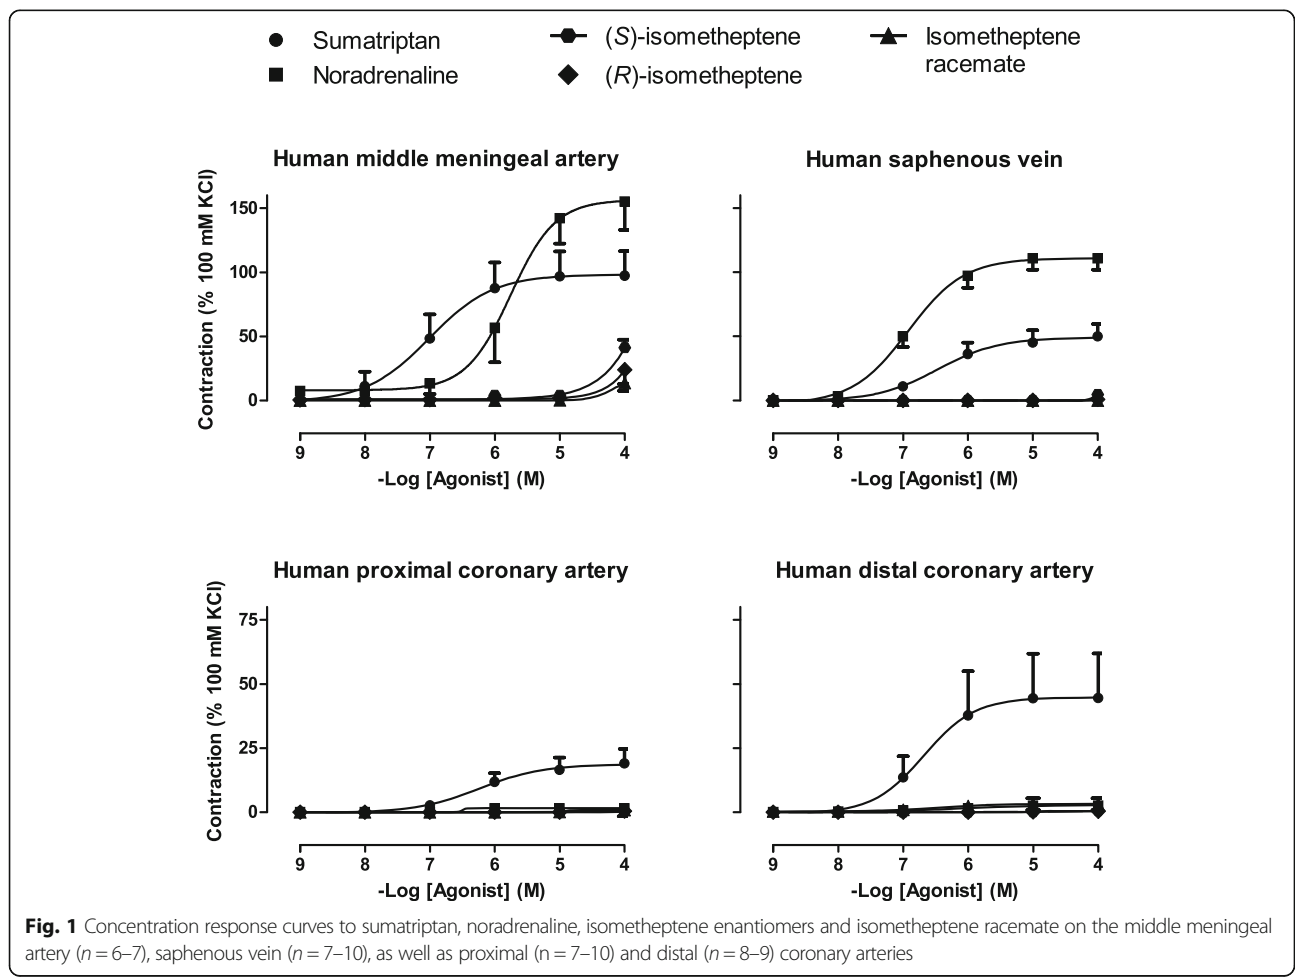 Sumatriptan
Noradrenaline
(S)-isometheptene
(R)-isometheptene
Isometheptene
racemate
Human middle meningeal artery
Contraction (% 100 mM KCl)
150
100
50
0
9 8 7 6 5 4
-Log [Agonist] (M)
Human saphenous vein
9 8 7 6 5 4
-Log [Agonist] (M)
Human proximal coronary artery
Contraction (% 100 mM KCl)
75
50
25
0
9 8 7 6 5 4
-Log [Agonist] (M)
Human distal coronary artery
9 8 7 6 5 4
-Log [Agonist] (M)
Fig. 1 Concentration response curves to sumatriptan, noradrenaline, isometheptene enantiomers and isometheptene racemate on the middle meningeal
artery (n = 6–7), saphenous vein (n = 7–10), as well as proximal (n = 7–10) and distal (n = 8–9) coronary arteries